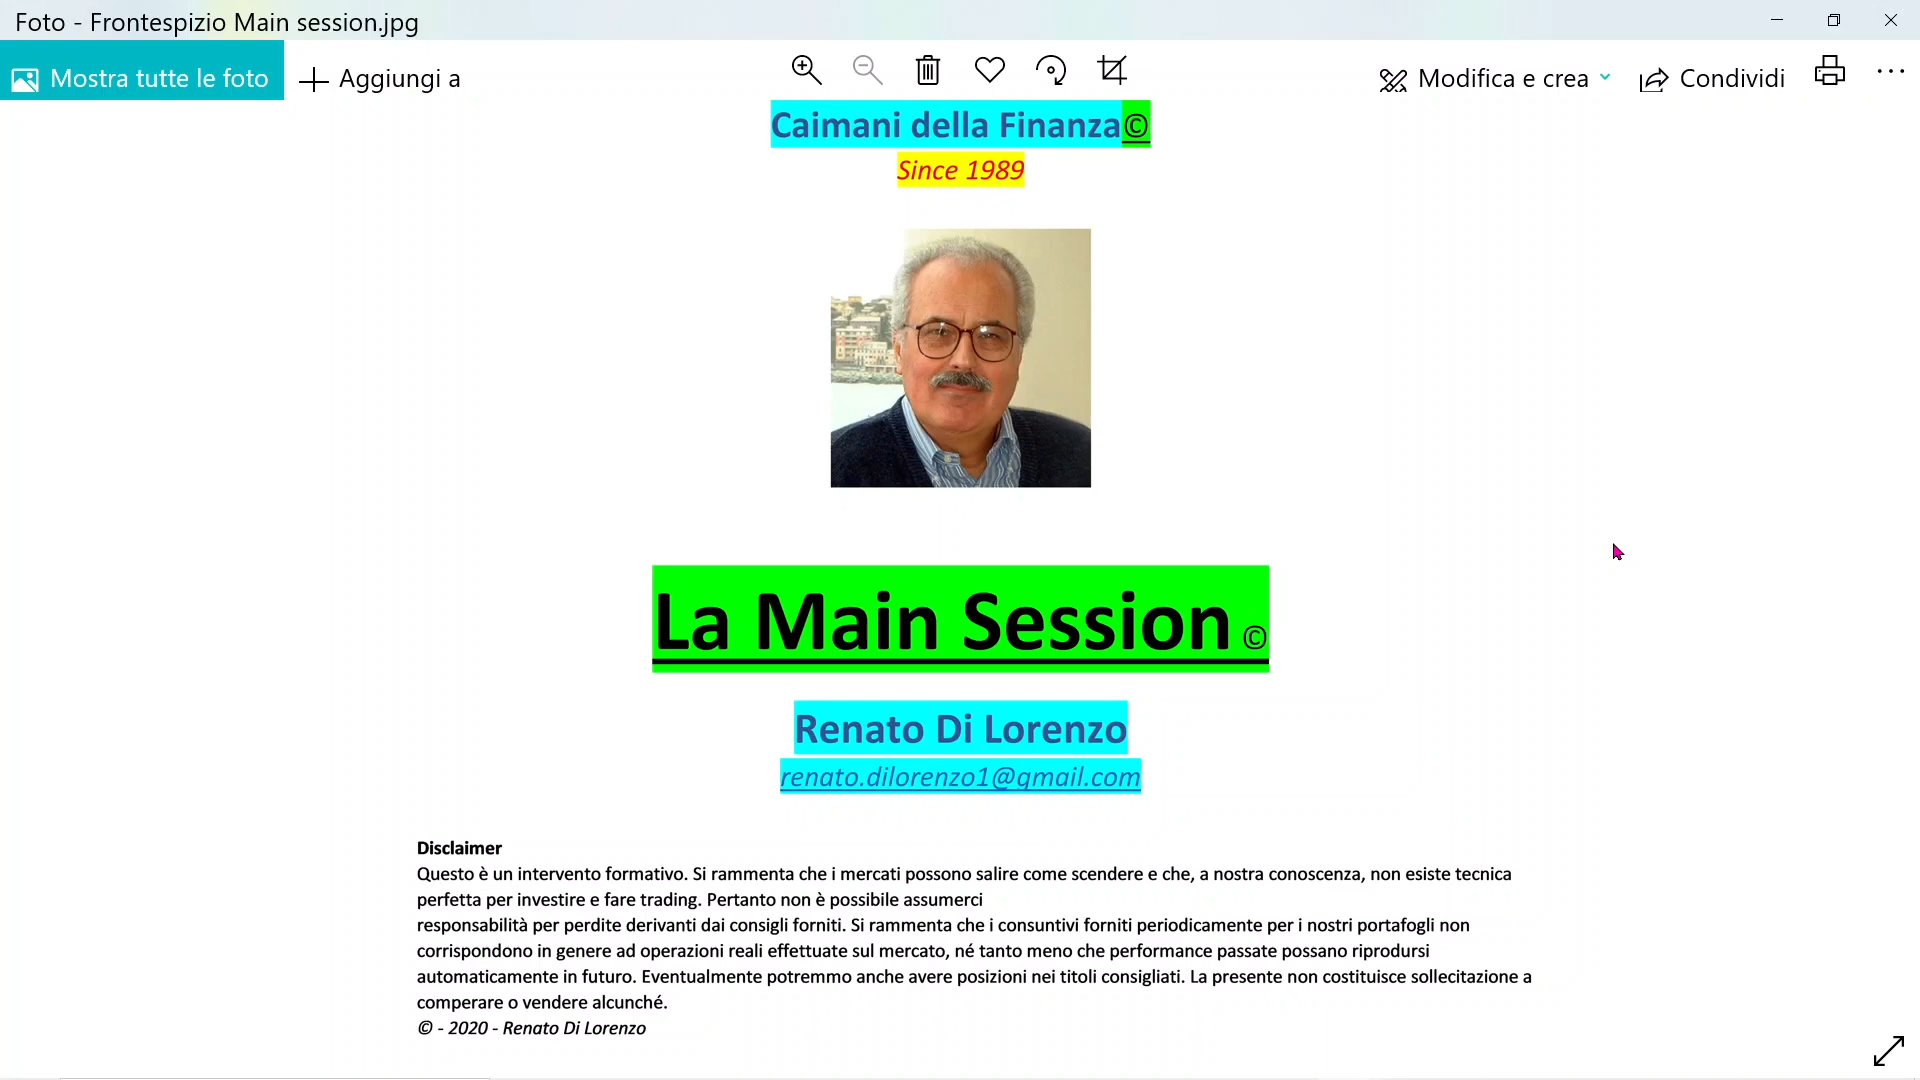 Foto - Frontespizio Main session.jpg
Mostra tutte le foto
Aggiungi a
Modifica e crea
Condividi
Caimani della Finanza©
Since 1989
La Main Session ©
Renato Di Lorenzo
renato.dilorenzo1@gmail.com
Disclaimer
Questo è un intervento formativo. Si rammenta che i mercati possono salire come scendere e che, a nostra conoscenza, non esiste tecnica
perfetta per investire e fare trading. Pertanto non è possibile assumerci
responsabilità per perdite derivanti dai consigli forniti. Si rammenta che i consuntivi forniti periodicamente per i nostri portafogli non
corrispondono in genere ad operazioni reali effettuate sul mercato, né tanto meno che performance passate possano riprodursi
automaticamente in futuro. Eventualmente potremmo anche avere posizioni nei titoli consigliati. La presente non costituisce sollecitazione a
comperare o vendere alcunché.
© - 2020 - Renato Di Lorenzo